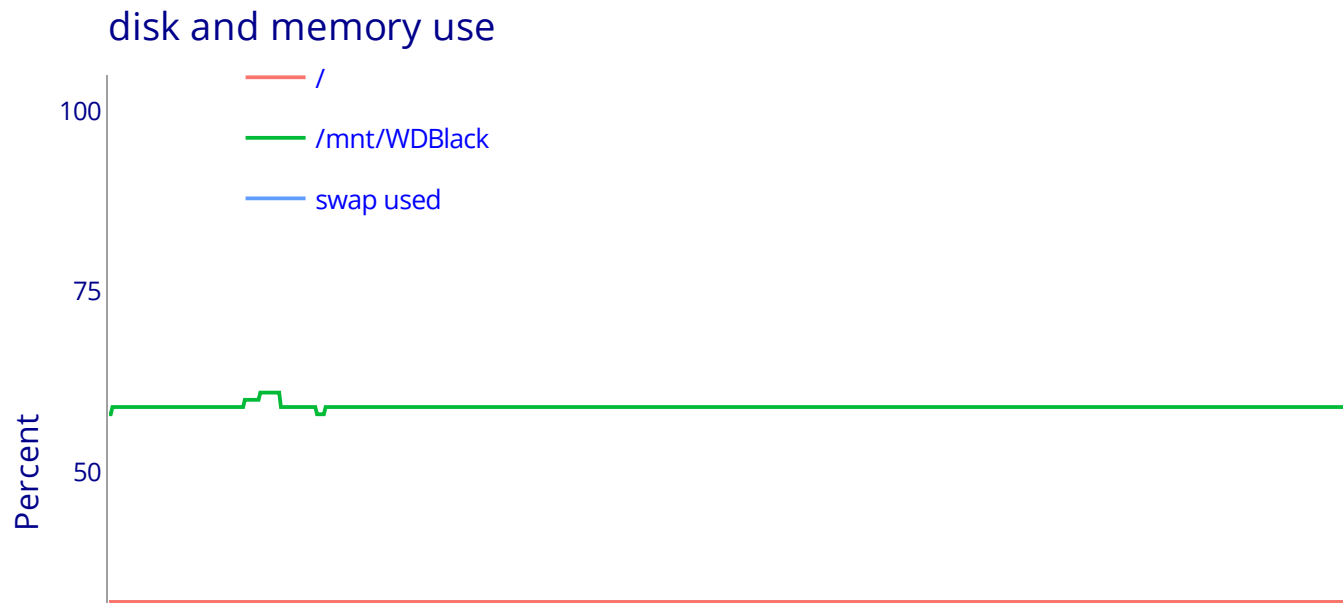 disk and memory use
/
100
/mnt/WDBlack
swap used
75
50
Percent